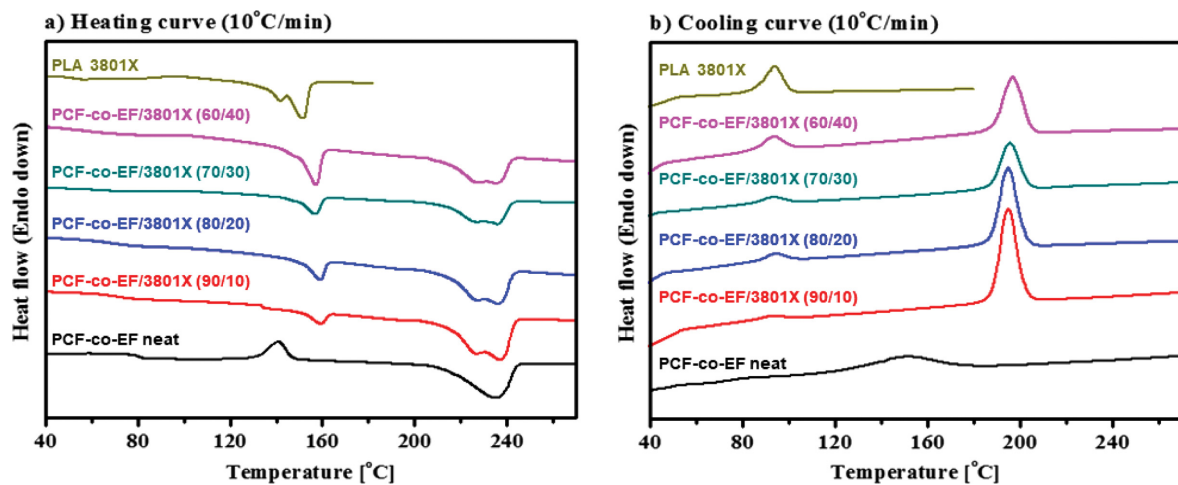 a) Heating curve (10°C/min)
PLA 3801X
PCF-co-EF/3801X (60/40)
PCF-co-EF/3801X (70/30)
PCF-co-EF/3801X (80/20)
PCF-co-EF/3801X (90/10)
PCF-co-EF neat
Heat flow (Endo down)
40 80 120 160 200 240
Temperature [°C]
b) Cooling curve (10°C/min)
PLA 3801X
PCF-co-EF/3801X (60/40)
PCF-co-EF/3801X (70/30)
PCF-co-EF/3801X (80/20)
PCF-co-EF/3801X (90/10)
PCF-co-EF neat
Heat flow (Endo down)
40 80 120 160 200 240
Temperature [°C]